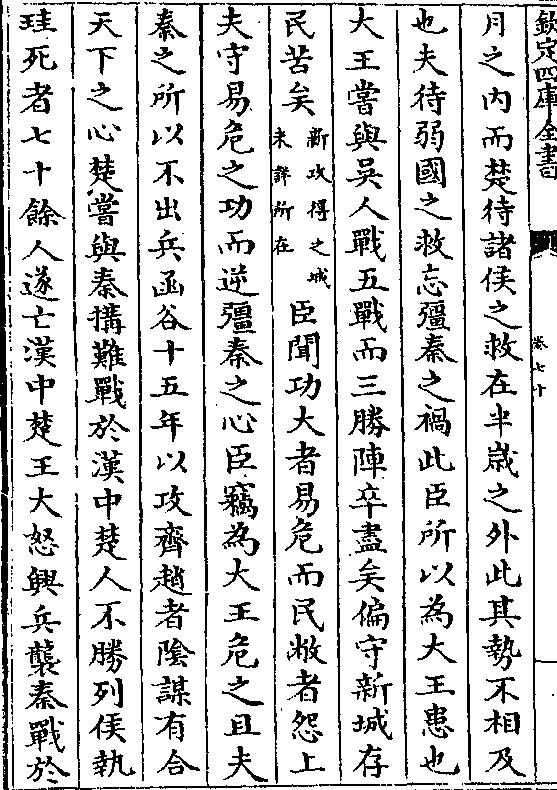 欽定四庫全書
卷七十
月之內而楚待諸侯之救在半歲之外此其勢不相及
也夫待弱國之救忘彊秦之禍此臣所以為大王患也
大王嘗與吳人戰五戰而三勝陣卒盡矣偏守新城存
民苦矣新攻得之城未詳所在臣聞功大者易危而民敝者怨上
夫守易危之功而逆彊秦之心臣竊為大王危之且夫
秦之所以不出兵函谷十五年以攻齊趙者陰謀有合
天下之心楚嘗與秦搆難戰於漢中楚人不勝列侯執
珪死者七十餘人遂亡漢中楚王大怒興兵襲秦戰於